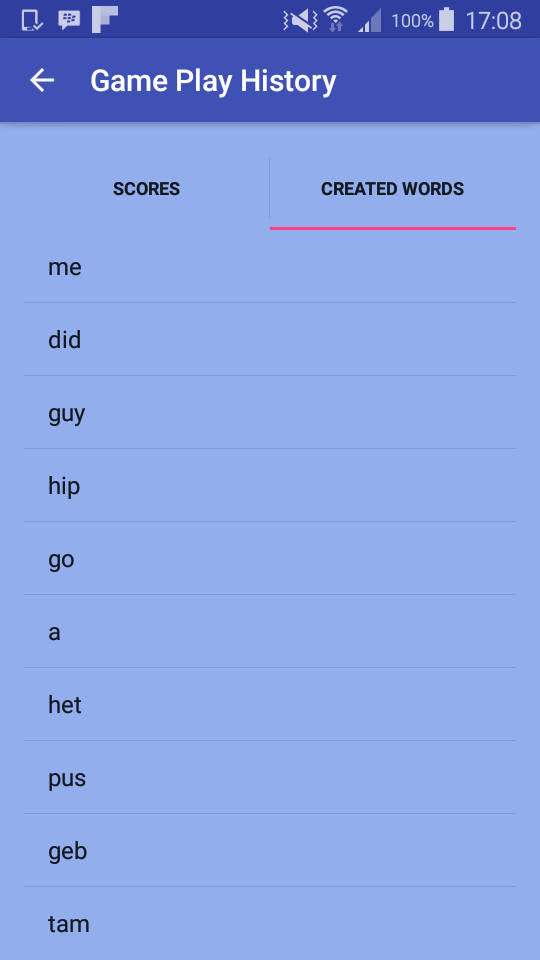 100% 17:08
Game Play History
SCORES CREATED WORDS
me
did
guy
hip
go
a
het
pus
geb
tam